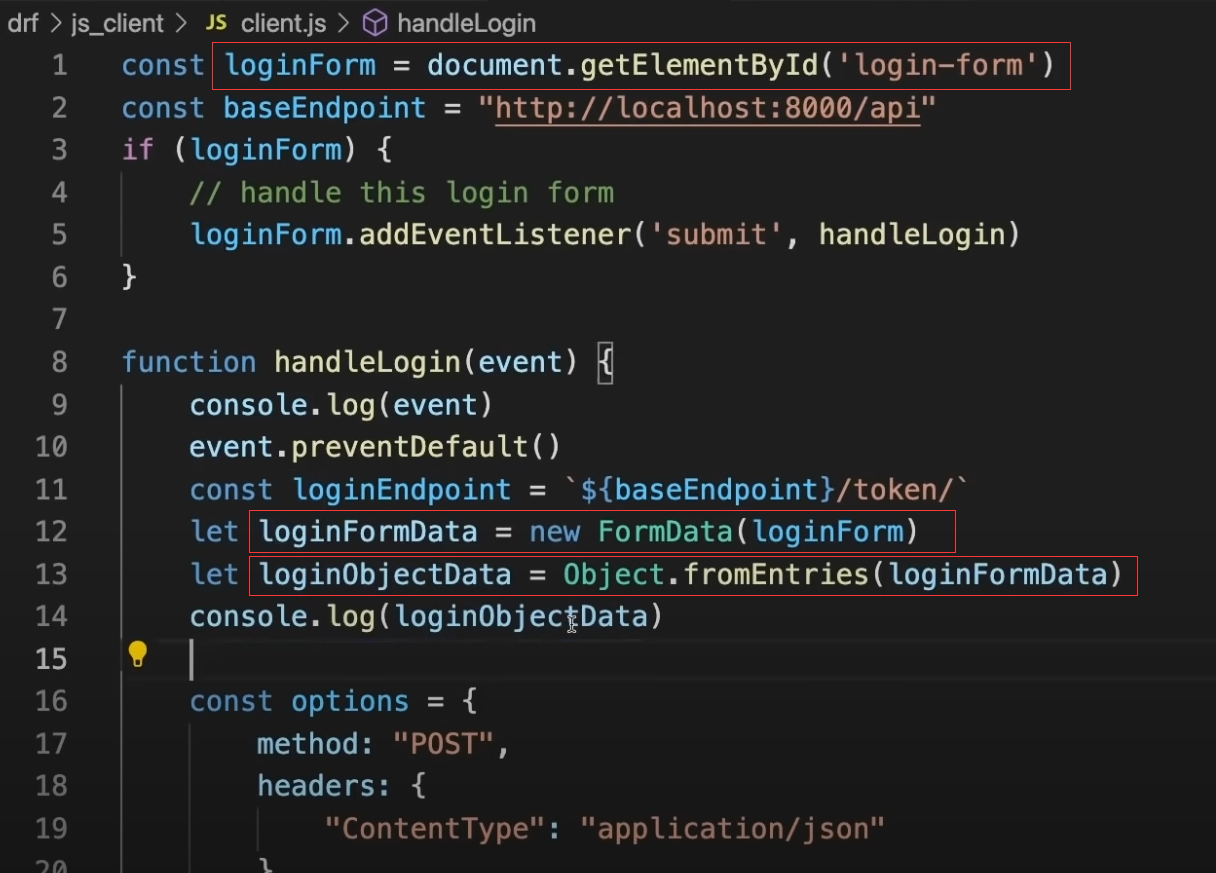 drf > js_client > JS client.js > handleLogin
1 const loginForm = document.getElementById('login-form')
2 const baseEndpoint = "http://localhost:8000/api"
3 if (loginForm) {
4 // handle this login form
5 loginForm.addEventListener('submit', handleLogin)
6 }
7
8 function handleLogin(event) {
9 console.log(event)
10 event.preventDefault()
11 const loginEndpoint = `${baseEndpoint}/token/`
12 let loginFormData = new FormData(loginForm)
13 let loginObjectData = Object.fromEntries(loginFormData)
14 console.log(loginObjectData)
15
16 const options = {
17 method: "POST",
18 headers: {
19 "ContentType": "application/json"
20 }